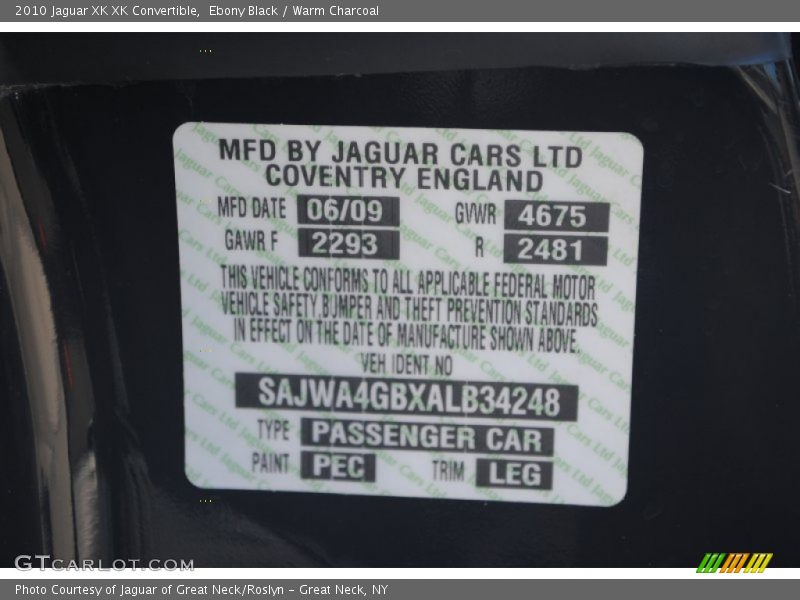 2010 Jaguar XK XK Convertible,  Ebony Black / Warm Charcoal
MFD BY JAGUAR CARS LTD
COVENTRY ENGLAND
MFD DATE 06/09 GVWR 4675
GAWR F 2293 R 2481
THIS VEHICLE CONFORMS TO ALL APPLICABLE FEDERAL MOTOR
VEHICLE SAFETY,BUMPER AND THEFT PREVENTION STANDARDS
IN EFFECT ON THE DATE OF MANUFACTURE SHOWN ABOVE.
VEH IDENT NO
SAJWA4GBXALB34248
TYPE PASSENGER CAR
PAINT PEC TRIM LEG
GTCARLOT.COM
Photo Courtesy of Jaguar of Great Neck/Roslyn – Great Neck, NY